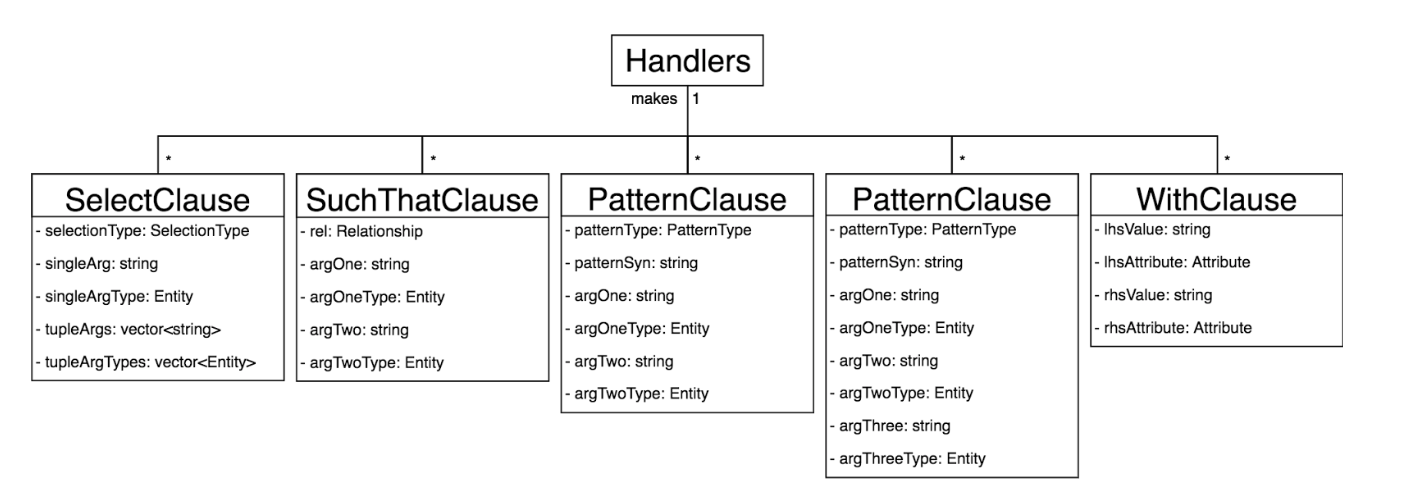 Handlers
makes 1
* * * * *
SelectClause
- selectionType: SelectionType
- singleArg: string
- singleArgType: Entity
- tupleArgs: vector<string>
- tupleArgTypes: vector<Entity>
SuchThatClause
- rel: Relationship
- argOne: string
- argOneType: Entity
- argTwo: string
- argTwoType: Entity
PatternClause
- patternType: PatternType
- patternSyn: string
- argOne: string
- argOneType: Entity
- argTwo: string
- argTwoType: Entity
PatternClause
- patternType: PatternType
- patternSyn: string
- argOne: string
- argOneType: Entity
- argTwo: string
- argTwoType: Entity
- argThree: string
- argThreeType: Entity
WithClause
- lhsValue: string
- lhsAttribute: Attribute
- rhsValue: string
- rhsAttribute: Attribute